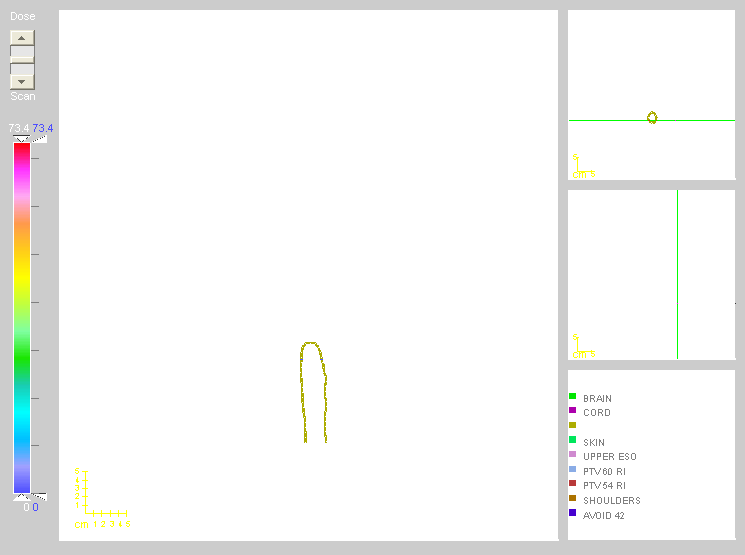 Dose
Scan
73.4 73.4
0 0
5
4
3
2
1
cm 1 2 3 4 5
5
cm 5
5
cm 5
BRAIN
CORD
SKIN
UPPER ESO
PTV60 RI
PTV54 RI
SHOULDERS
AVOID 42